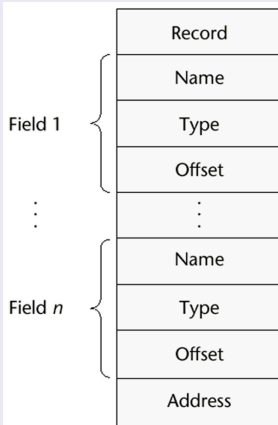 Record
Name
Field 1
Type
Offset
Name
Field n
Type
Offset
Address